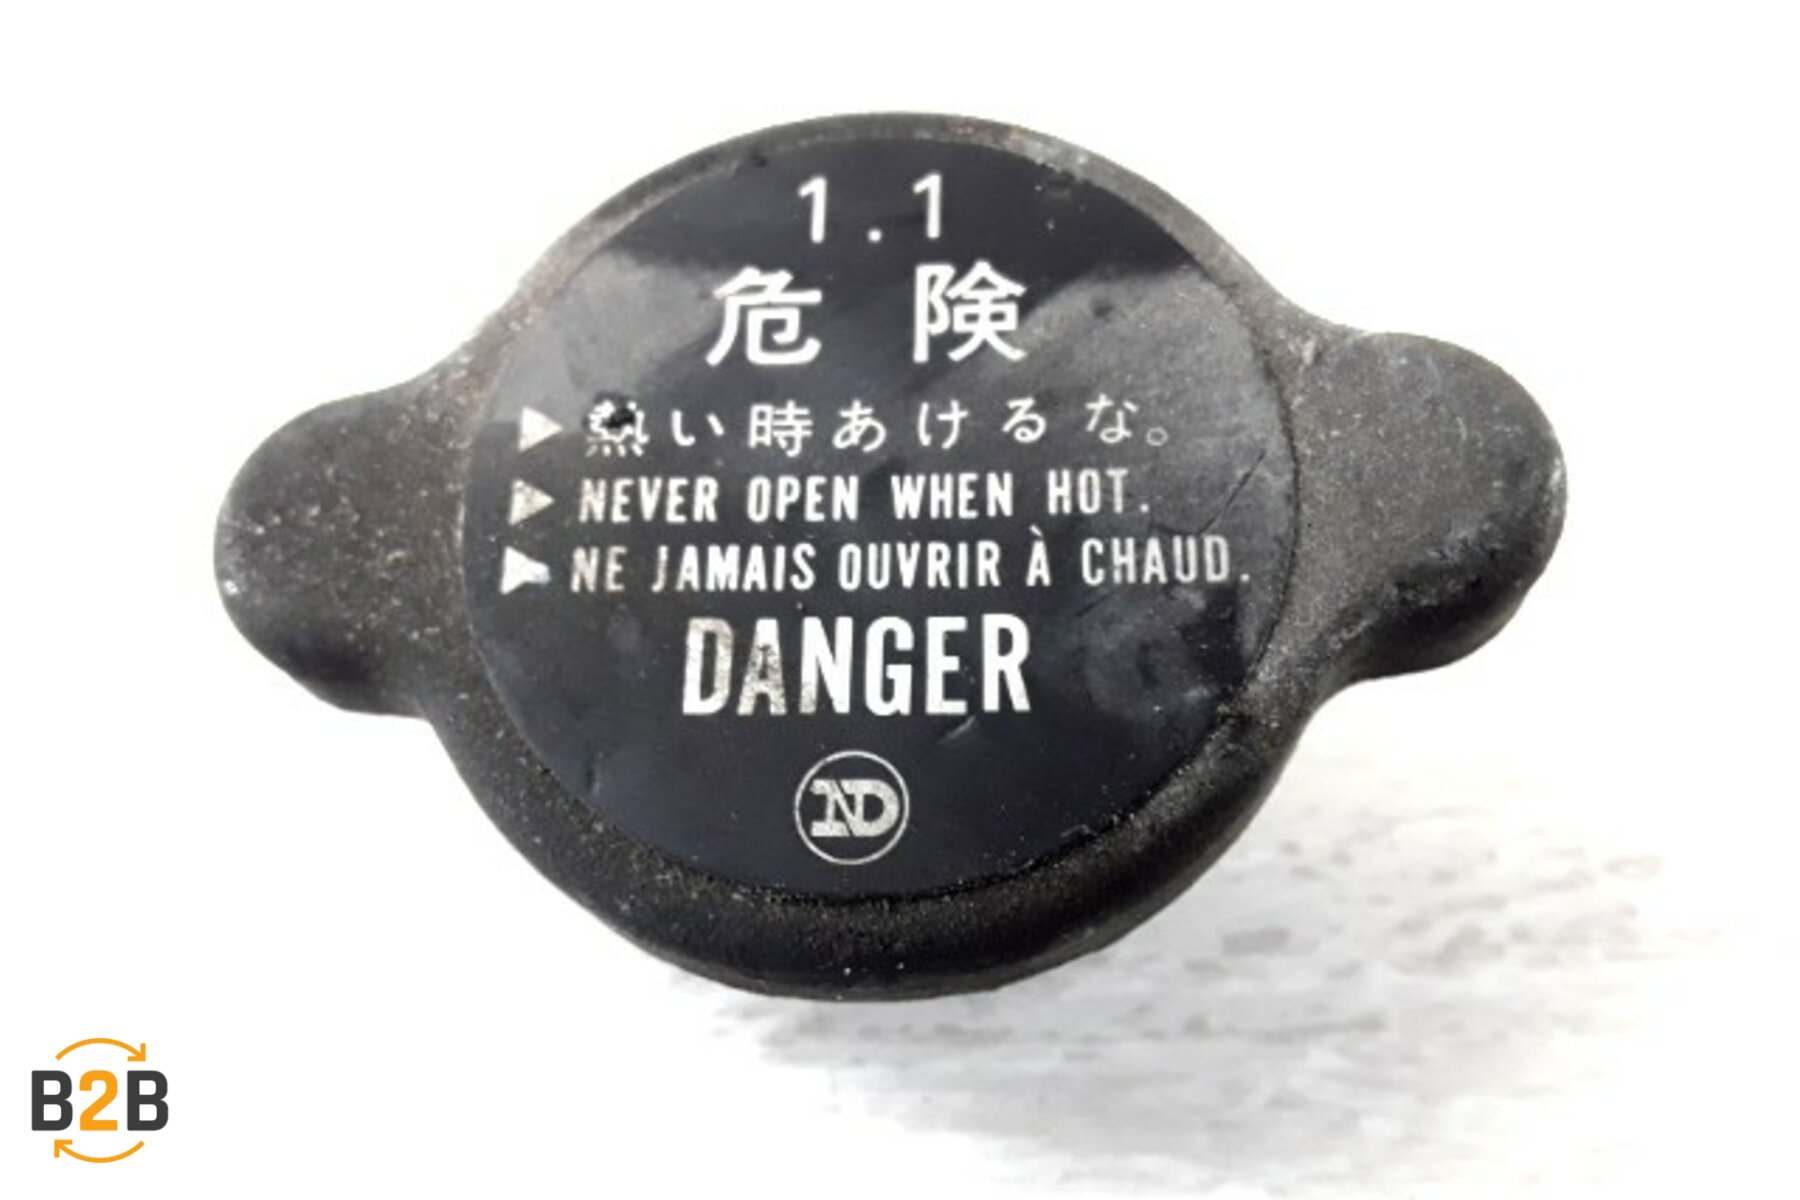 1.1
危険
▶熱い時あけるな。
▶NEVER OPEN WHEN HOT.
▶NE JAMAIS OUVRIR À CHAUD.
DANGER
ND
B2B